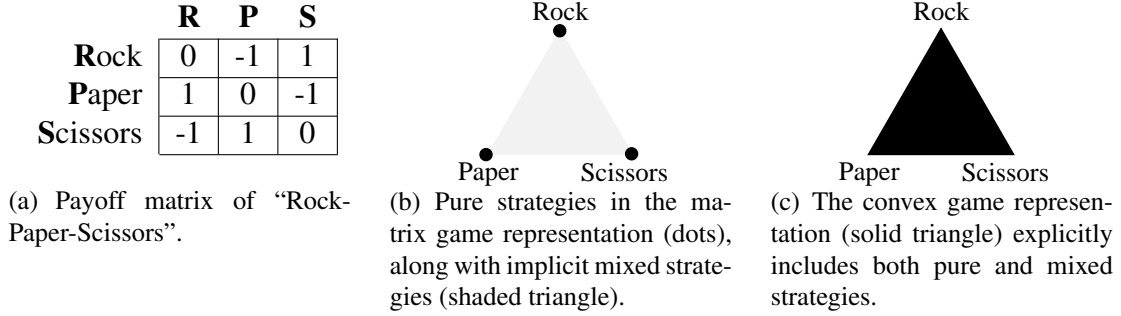 R P S
Rock 0 -1 1
Paper 1 0 -1
Scissors -1 1 0
(a) Payoff matrix of “Rock-
Paper-Scissors”.
Rock
Paper Scissors
(b) Pure strategies in the ma-
trix game representation (dots),
along with implicit mixed strate-
gies (shaded triangle).
Rock
Paper Scissors
(c) The convex game represen-
tation (solid triangle) explicitly
includes both pure and mixed
strategies.